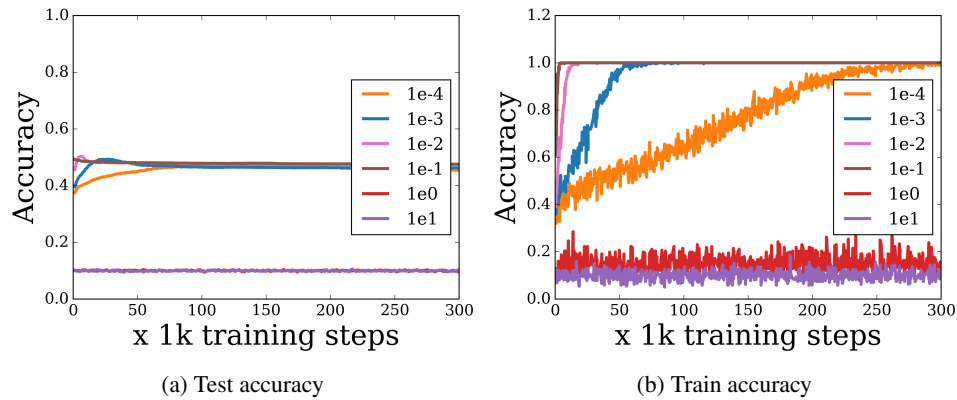 1.0
0.8
0.6
0.4
0.2
0.0
Accuracy
0
50
100
150
200
250
300
x 1k training steps
1e-4
1e-3
1e-2
1e-1
1e0
1e1
(a) Test accuracy
1.2
1.0
0.8
0.6
0.4
0.2
0.0
Accuracy
0
50
100
150
200
250
300
x 1k training steps
1e-4
1e-3
1e-2
1e-1
1e0
1e1
(b) Train accuracy